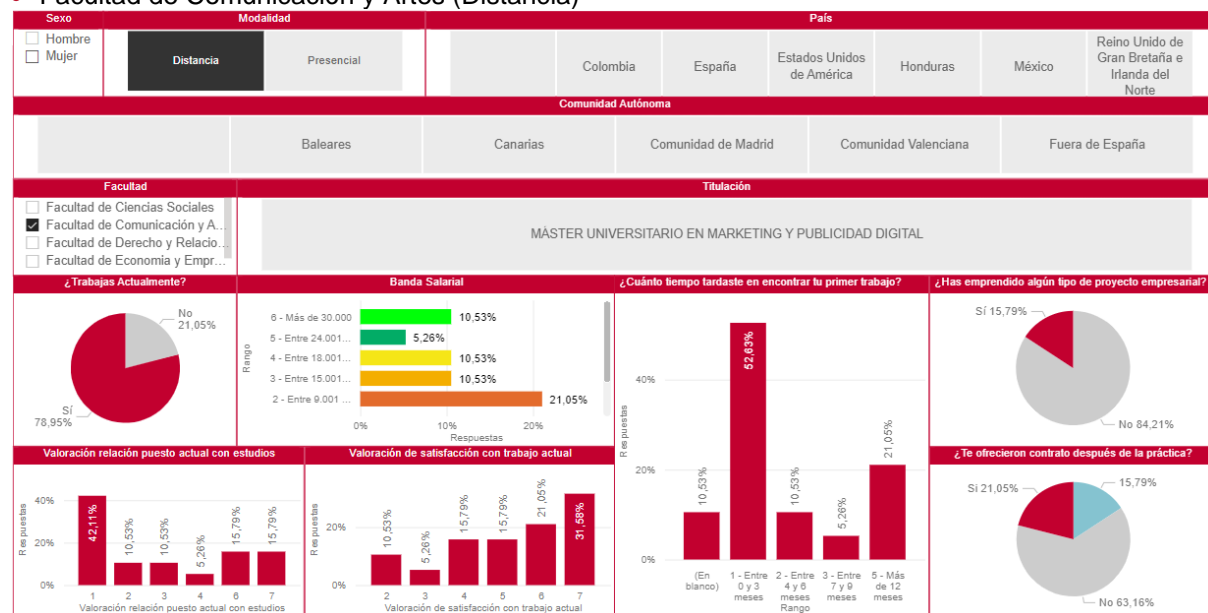 • Facultad de Comunicación y Artes (Distancia)
Sexo
Hombre
Mujer
Modalidad
Distancia
Presencial
País
Colombia
España
Estados Unidos
de América
Honduras
México
Reino Unido de
Gran Bretaña e
Irlanda del
Norte
Comunidad Autónoma
Baleares
Canarias
Comunidad de Madrid
Comunidad Valenciana
Fuera de España
Facultad
Facultad de Ciencias Sociales
Facultad de Comunicación y A...
Facultad de Derecho y Relacio...
Facultad de Economía y Empr...
Titulación
MÁSTER UNIVERSITARIO EN MARKETING Y PUBLICIDAD DIGITAL
¿Trabajas Actualmente?
No
21,05%
Sí
78,95%
Banda Salarial
Rango
6 - Más de 30.000
10,53%
5 - Entre 24.001...
5,26%
4 - Entre 18.001...
10,53%
3 - Entre 15.001...
10,53%
2 - Entre 9.001 ...
21,05%
0%
10%
20%
Respuestas
¿Cuánto tiempo tardaste en encontrar tu primer trabajo?
Respuestas
40%
20%
0%
10,53%
52,63%
10,53%
5,26%
21,05%
(En
blanco)
1 - Entre
0 y 3
meses
2 - Entre
4 y 6
meses
3 - Entre
7 y 9
meses
5 - Más
de 12
meses
Rango
¿Has emprendido algún tipo de proyecto empresarial?
Sí 15,79%
No 84,21%
Valoración relación puesto actual con estudios
Respuestas
40%
20%
0%
42,11%
10,53%
10,53%
5,26%
15,79%
15,79%
1
2
3
4
6
7
Valoración relación puesto actual con estudios
Valoración de satisfacción con trabajo actual
Respuestas
20%
0%
10,53%
5,26%
15,79%
15,79%
21,05%
31,58%
2
3
4
5
6
7
Valoración de satisfacción con trabajo actual
¿Te ofrecieron contrato después de la práctica?
Si 21,05%
15,79%
No 63,16%